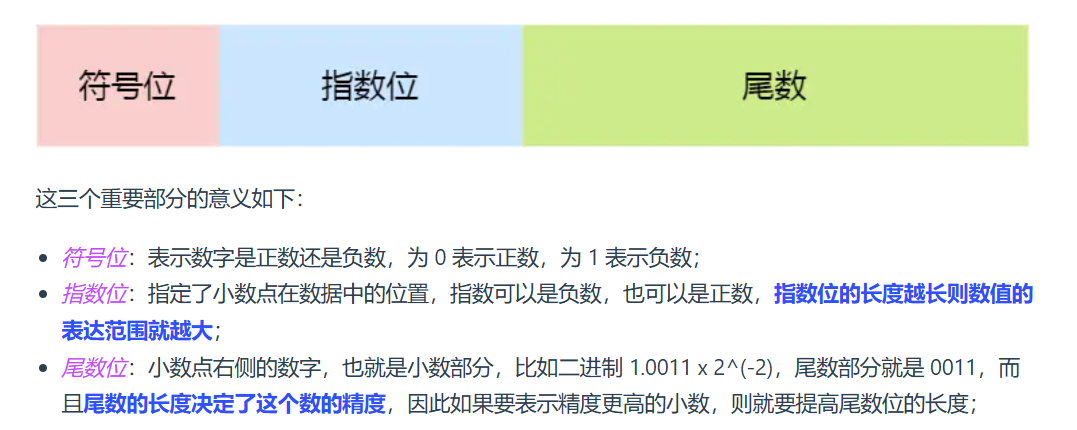 符号位
指数位
尾数
这三个重要部分的意义如下：
符号位：表示数字是正数还是负数，为 0 表示正数，为 1 表示负数；
指数位：指定了小数点在数据中的位置，指数可以是负数，也可以是正数，指数位的长度越长则数值的
表达范围就越大；
尾数位：小数点右侧的数字，也就是小数部分，比如二进制 1.0011 x 2^(-2)，尾数部分就是 0011，而
且尾数的长度决定了这个数的精度，因此如果要表示精度更高的小数，则就要提高尾数位的长度；